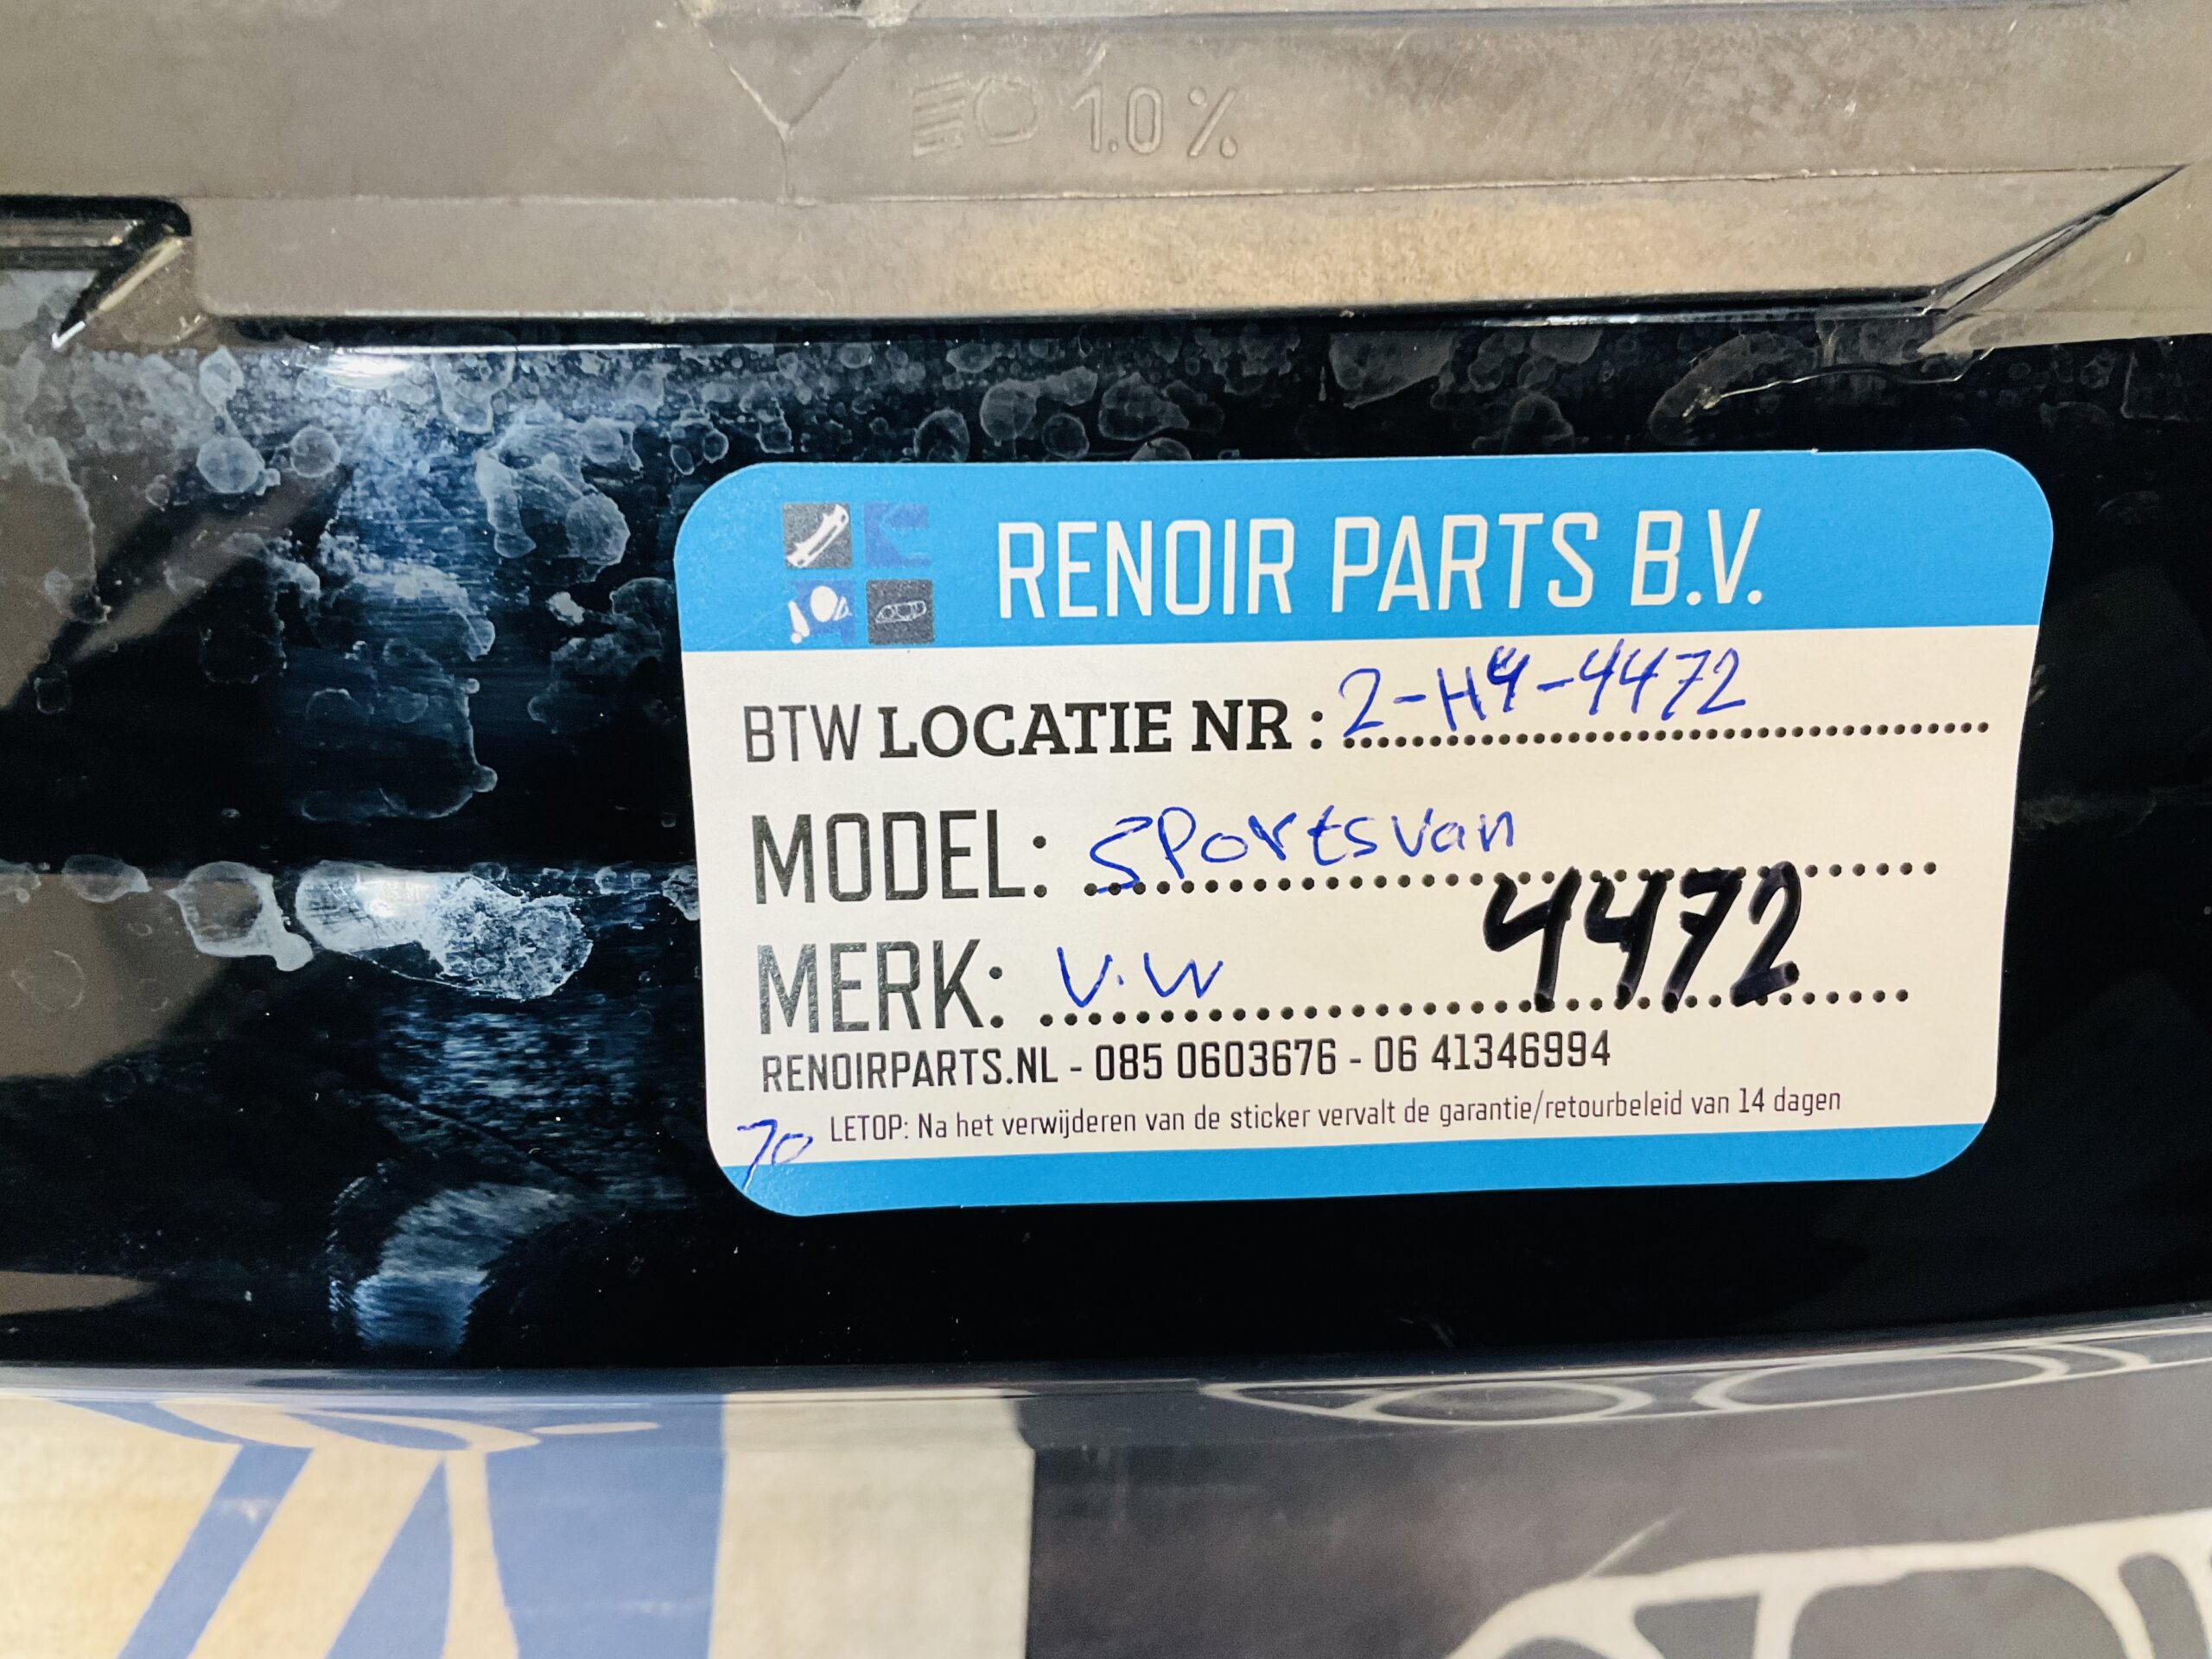 1.0%
RENOIR PARTS B.V.
BTW LOCATIE NR : 2-H4-4472
MODEL: Sportsvan
4472
MERK: V.W
RENOIRPARTS.NL - 085 0603676 - 06 41346994
70 LETOP: Na het verwijderen van de sticker vervalt de garantie/retourbeleid van 14 dagen